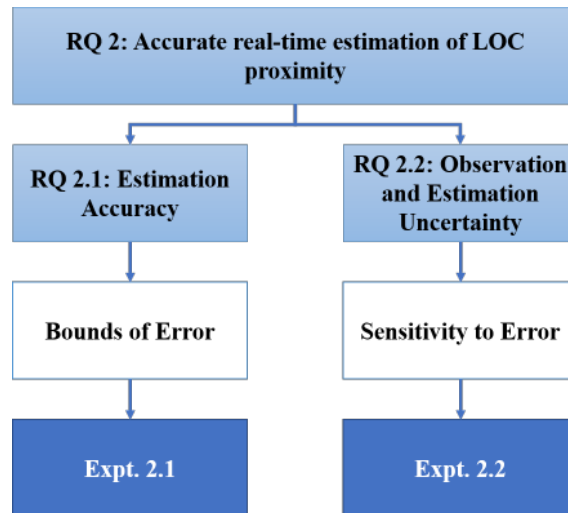 RQ 2: Accurate real-time estimation of LOC
proximity
RQ 2.1: Estimation
Accuracy
RQ 2.2: Observation
and Estimation
Uncertainty
Bounds of Error
Sensitivity to Error
Expt. 2.1
Expt. 2.2